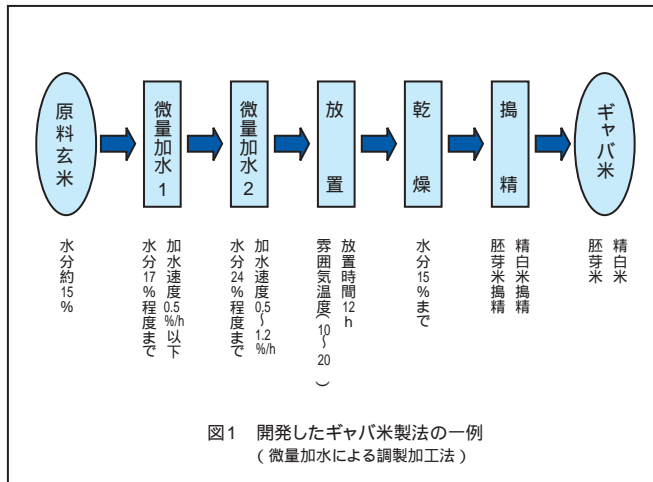 原料玄米
微量加水1
微量加水2
放置
乾燥
搗精
ギャバ米
水分約15%
加水速度0.5%/h以下
水分17%程度まで
加水速度0.5〜1.2%/h
水分24%程度まで
放置時間12h
雰囲気温度(10〜20 )
水分15%まで
精白米搗精
胚芽米搗精
精白米
胚芽米
図1 開発したギャバ米製法の一例
(微量加水による調製加工法)